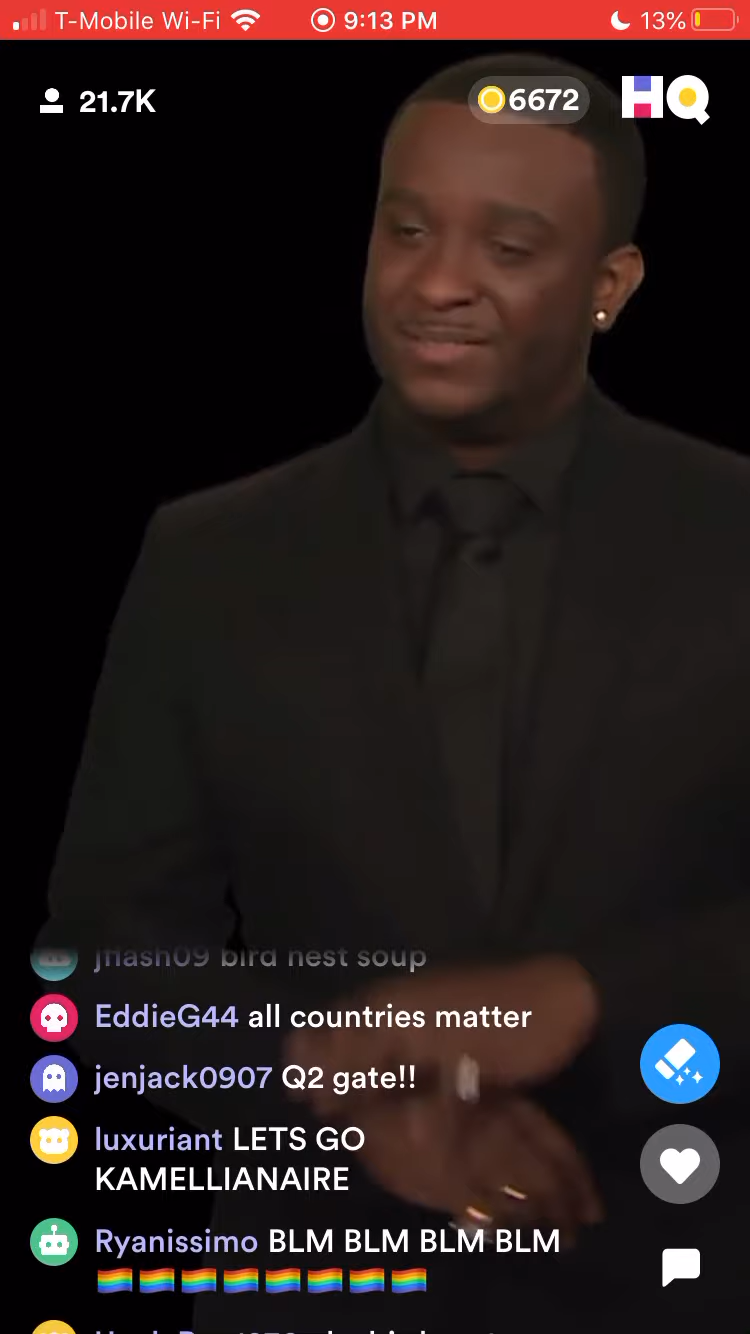 T-Mobile Wi-Fi 9:13 PM 13%
21.7K 6672 HQ
jflash09 bird nest soup
EddieG44 all countries matter
jenjack0907 Q2 gate!!
luxuriant LETS GO
KAMELLIANAIRE
Ryanissimo BLM BLM BLM BLM
🏳️‍🌈🏳️‍🌈🏳️‍🌈🏳️‍🌈🏳️‍🌈🏳️‍🌈🏳️‍🌈🏳️‍🌈